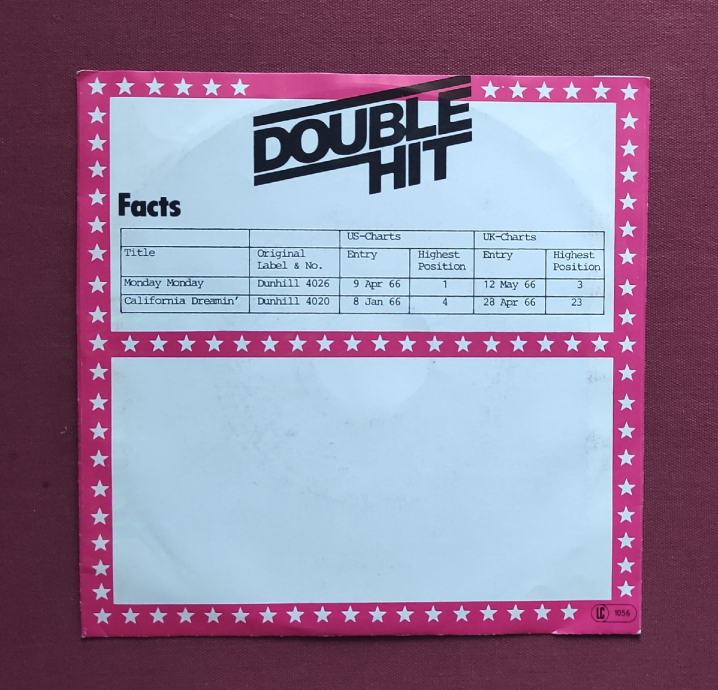 DOUBLE
HIT
Facts
US-Charts UK-Charts
Title Original Label & No. Entry Highest Position Entry Highest Position
Monday Monday Dunhill 4026 9 Apr 66 1 12 May 66 3
California Dreamin' Dunhill 4020 8 Jan 66 4 28 Apr 66 23
LC 1056